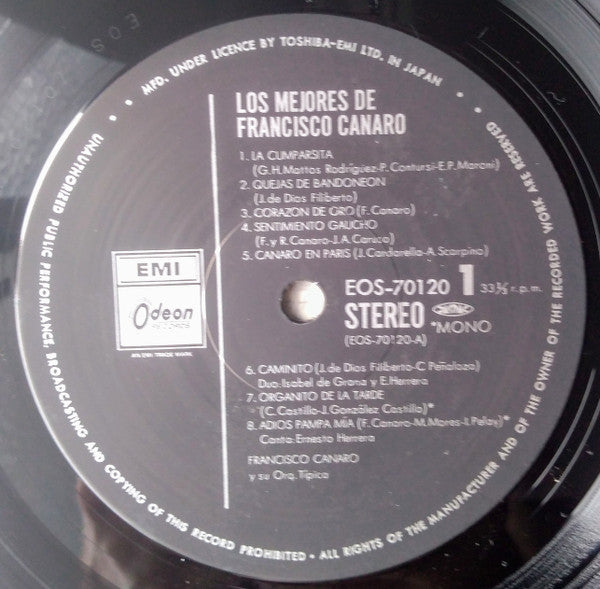 MFD. UNDER LICENCE BY TOSHIBA-EMI LTD. IN JAPAN
LOS MEJORES DE
FRANCISCO CANARO
1. LA CUMPARSITA
(G.H. Mattos Rodríguez-P. Contursi-E.P. Maroni)
2. QUEJAS DE BANDONEON
(J. de Dios Filiberto)
3. CORAZON DE ORO (F. Canaro)
4. SENTIMIENTO GAUCHO
(F. y R. Canaro-J.A. Caruco)
5. CANARO EN PARIS (J. Caldarella-A. Scarpino)
EMI
Odeon
RECORDS
EOS-70120 1 33⅓ r.p.m.
STEREO *MONO
(EOS-70120-A)
6. CAMINITO (J. de Dios Filiberto-C Peñaloza)
Duo: Isabel de Grana y E. Herrera
7. ORGANITO DE LA TARDE
(C. Castillo-J. González Castillo)*
8. ADIOS PAMPA MIA (F. Canaro-M. Mores-I. Pelay)*
Canta: Ernesto Herrera
FRANCISCO CANARO
y su Orq. Típica
UNAUTHORIZED PUBLIC PERFORMANCE, BROADCASTING AND COPYING OF THIS RECORD PROHIBITED • ALL RIGHTS OF THE MANUFACTURER AND OF THE OWNER OF THE RECORDED WORK ARE RESERVED